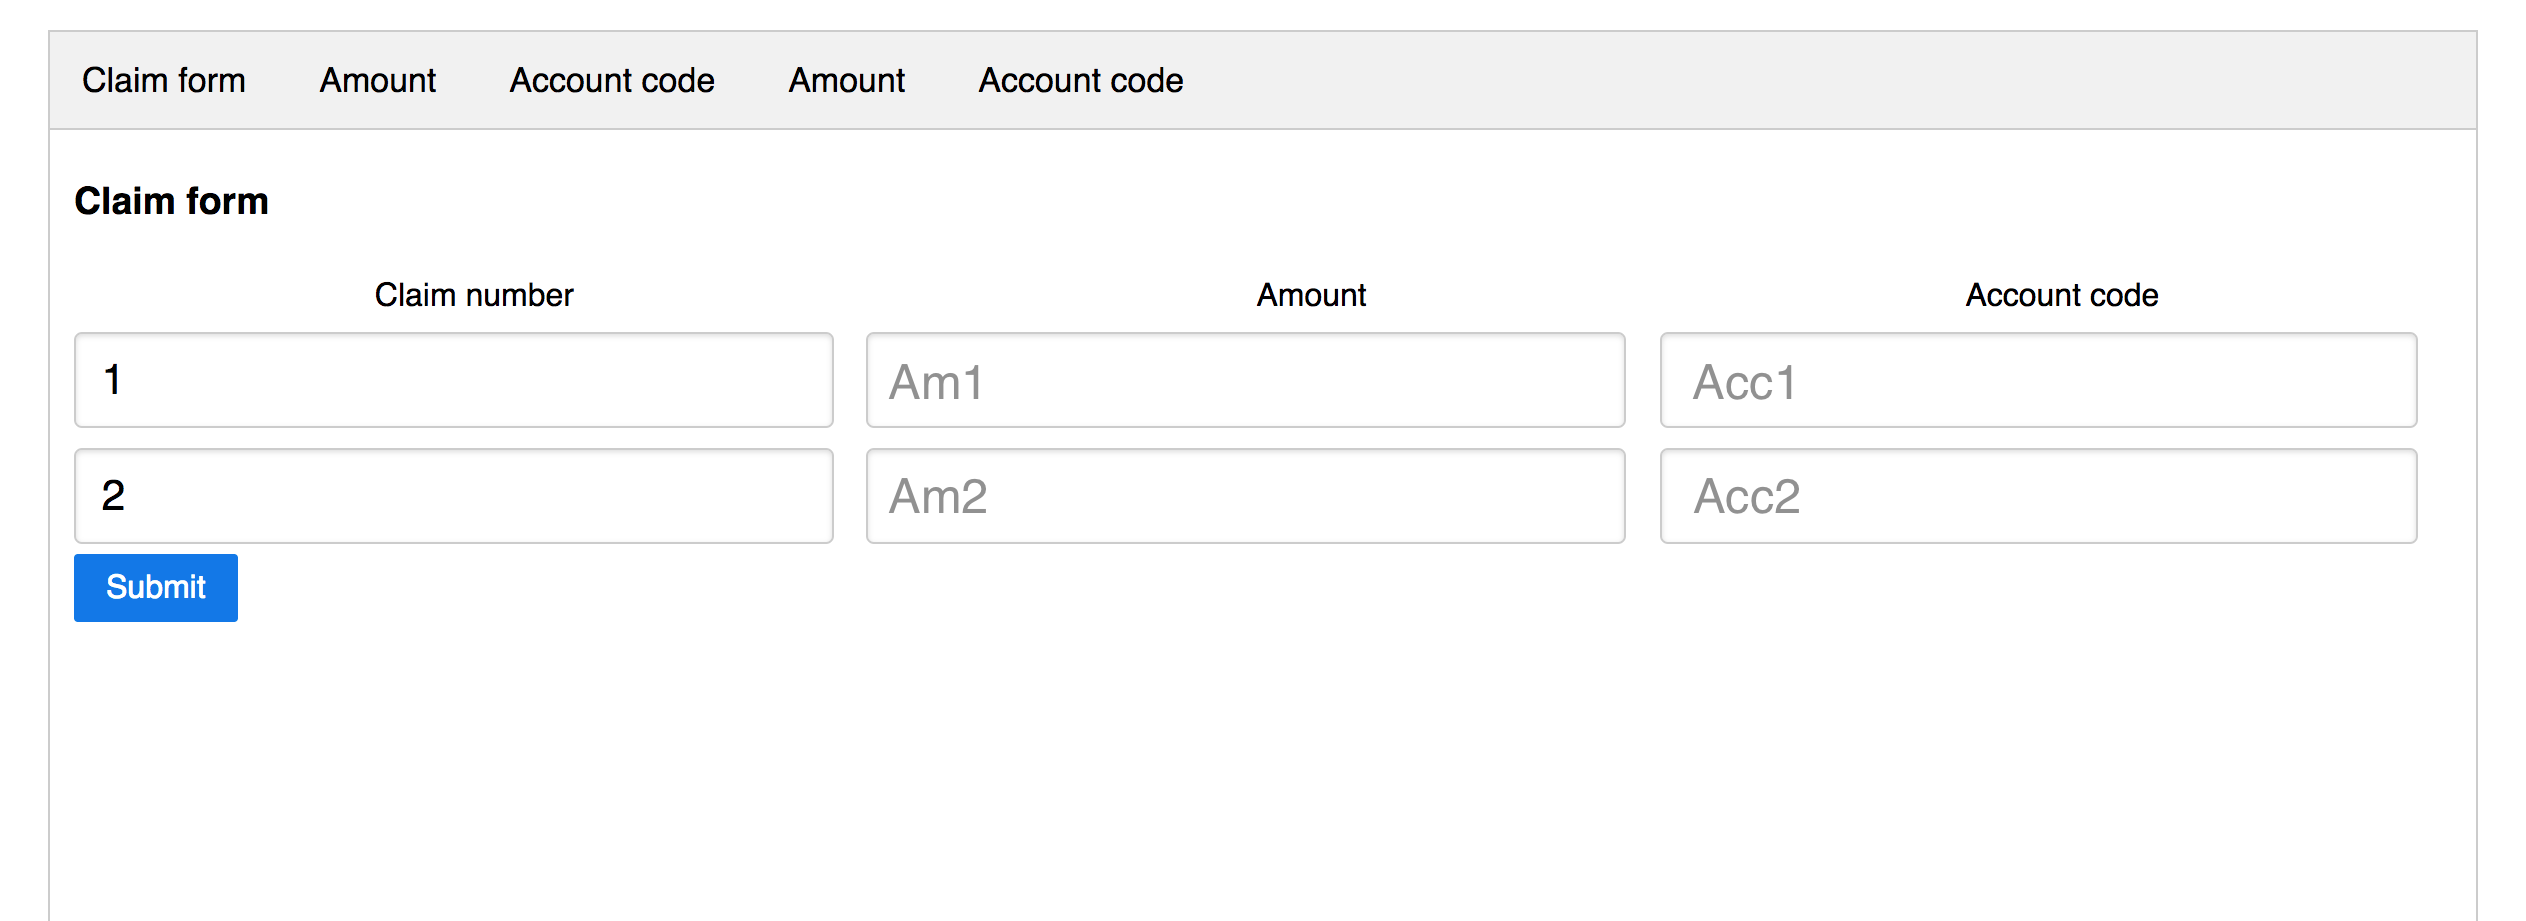 Claim form Amount Account code Amount Account code
Claim form
Claim number Amount Account code
1 Am1 Acc1
2 Am2 Acc2
Submit